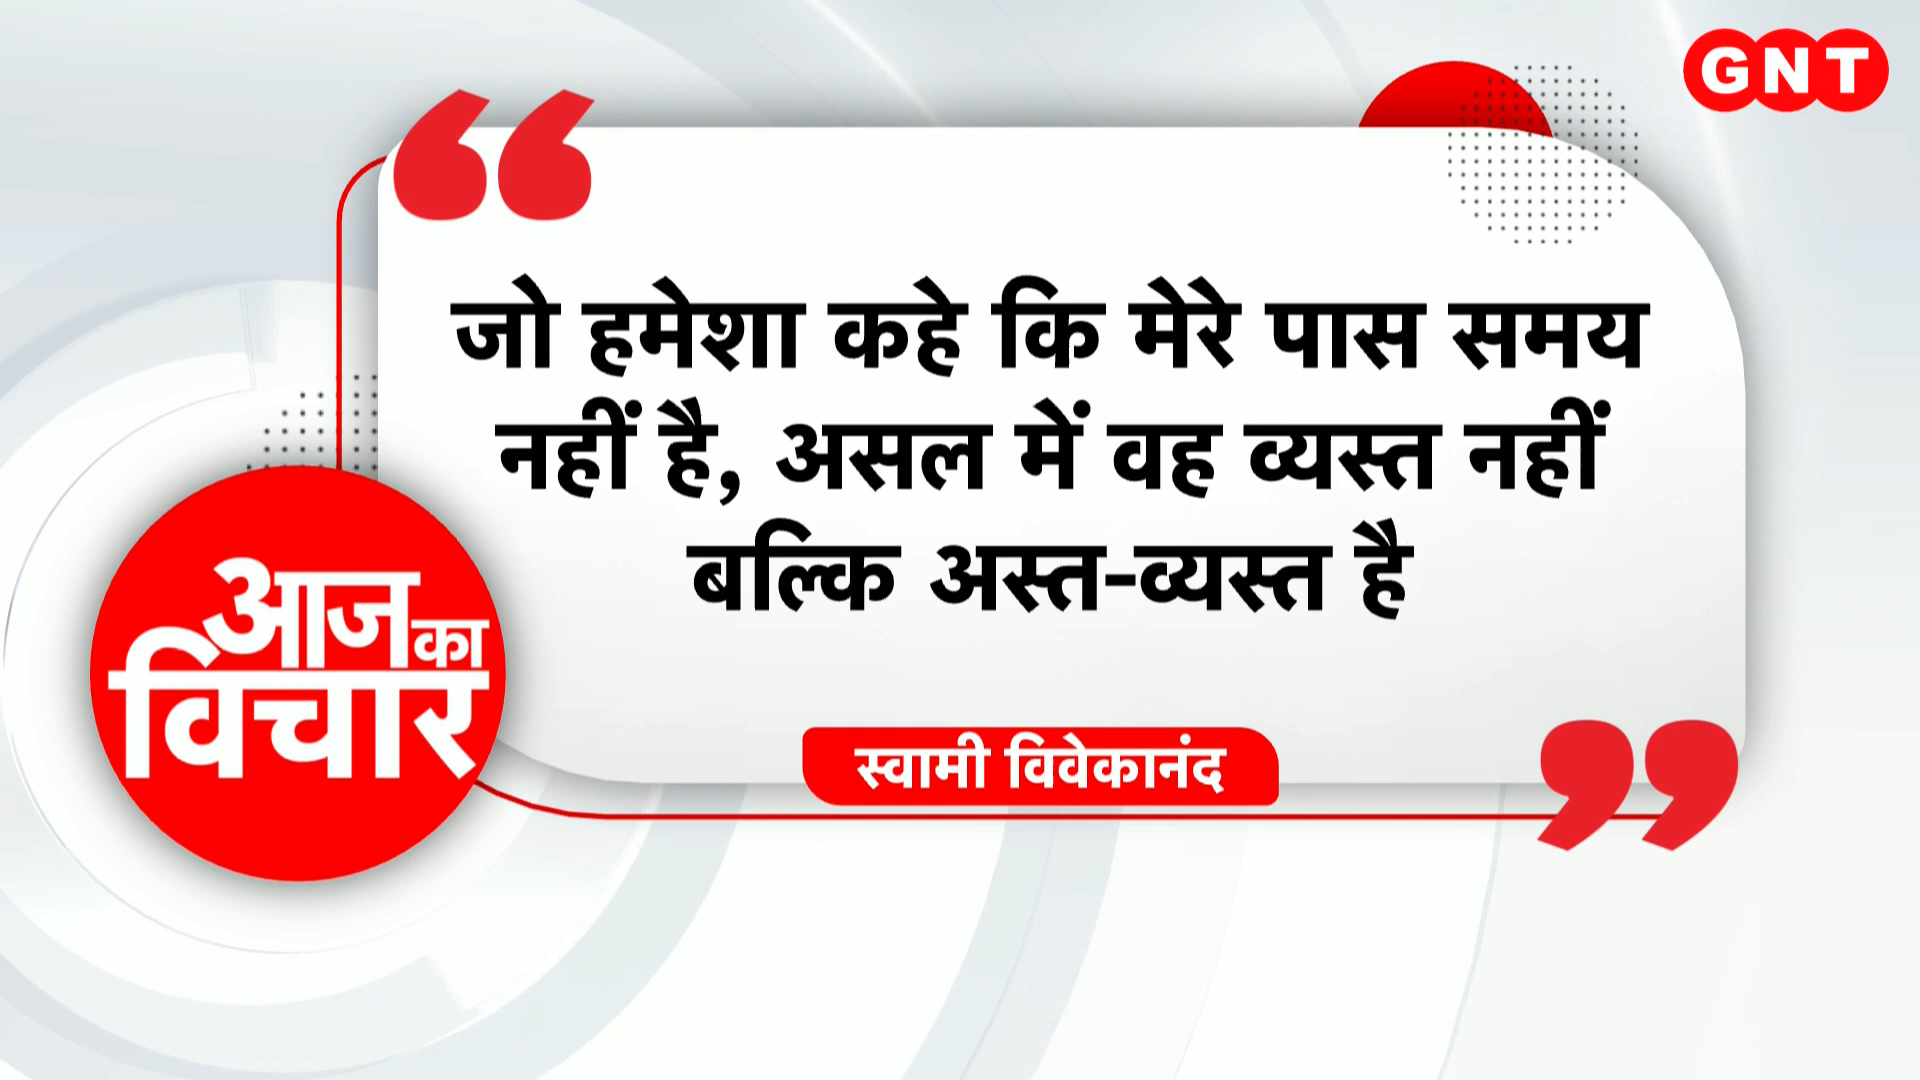 GNT
जो हमेशा कहे कि मेरे पास समय
नहीं है, असल में वह व्यस्त नहीं
बल्कि अस्त-व्यस्त है
आज का
विचार
स्वामी विवेकानंद